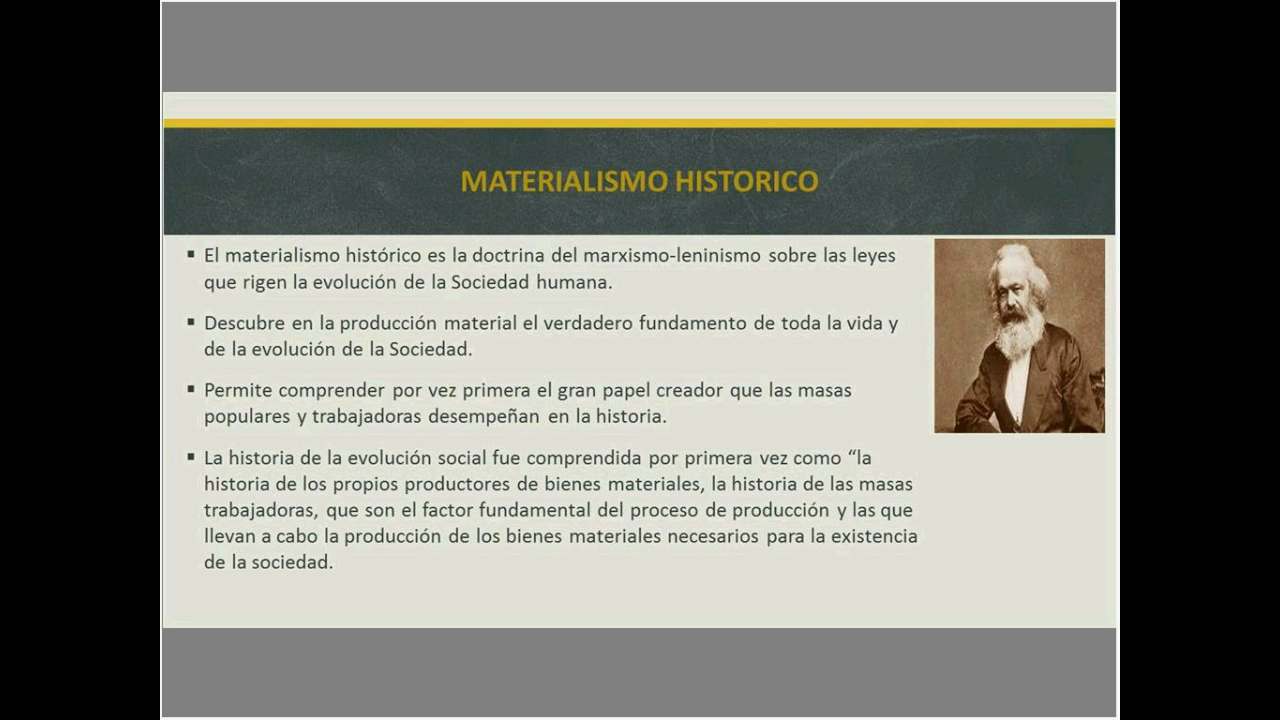 MATERIALISMO HISTORICO
▪ El materialismo histórico es la doctrina del marxismo-leninismo sobre las leyes
que rigen la evolución de la Sociedad humana.
▪ Descubre en la producción material el verdadero fundamento de toda la vida y
de la evolución de la Sociedad.
▪ Permite comprender por vez primera el gran papel creador que las masas
populares y trabajadoras desempeñan en la historia.
▪ La historia de la evolución social fue comprendida por primera vez como “la
historia de los propios productores de bienes materiales, la historia de las masas
trabajadoras, que son el factor fundamental del proceso de producción y las que
llevan a cabo la producción de los bienes materiales necesarios para la existencia
de la sociedad.